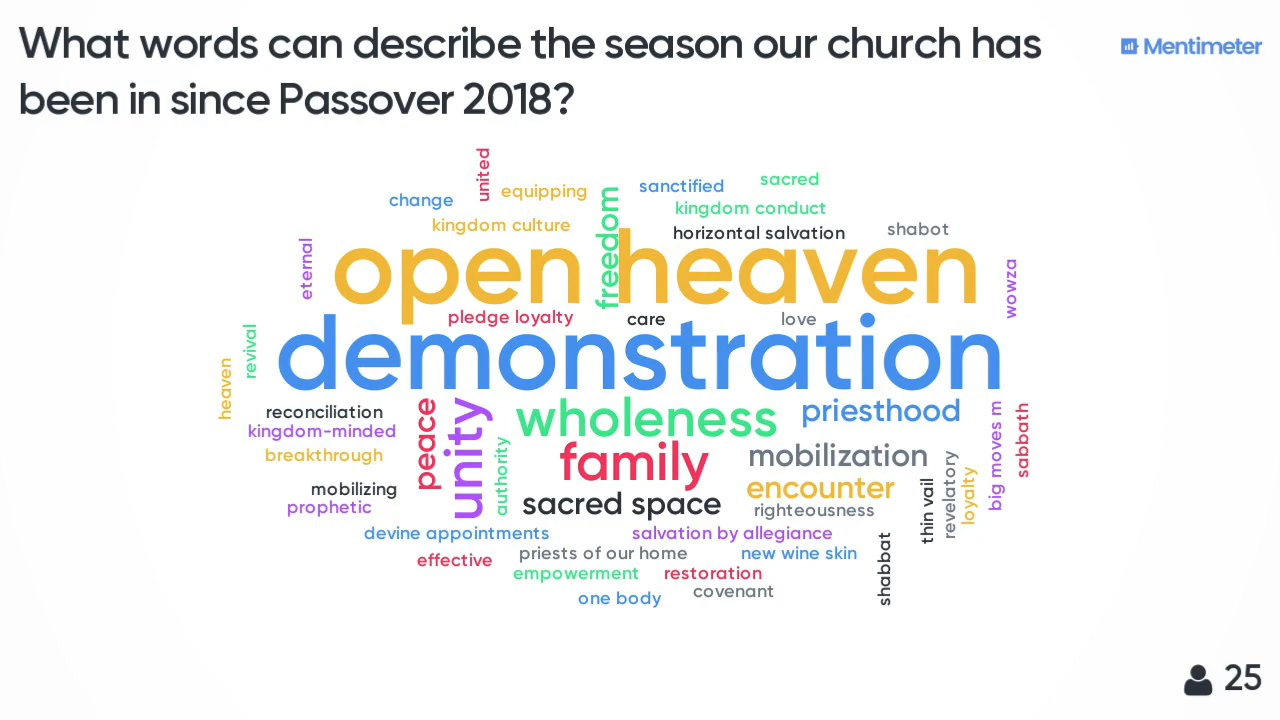 What words can describe the season our church has
been in since Passover 2018?
Mentimeter
united
change
equipping
sanctified
sacred
kingdom culture
freedom
kingdom conduct
horizontal salvation
shabot
eternal
open heaven
wowza
pledge loyalty
care
love
revival
demonstration
heaven
reconciliation
peace
unity
wholeness
priesthood
big moves m
sabbath
kingdom-minded
breakthrough
authority
family
mobilization
revelatory
loyalty
mobilizing
sacred space
encounter
thin vail
prophetic
righteousness
devine appointments
salvation by allegiance
effective
priests of our home
new wine skin
shabbat
empowerment
restoration
one body
covenant
25